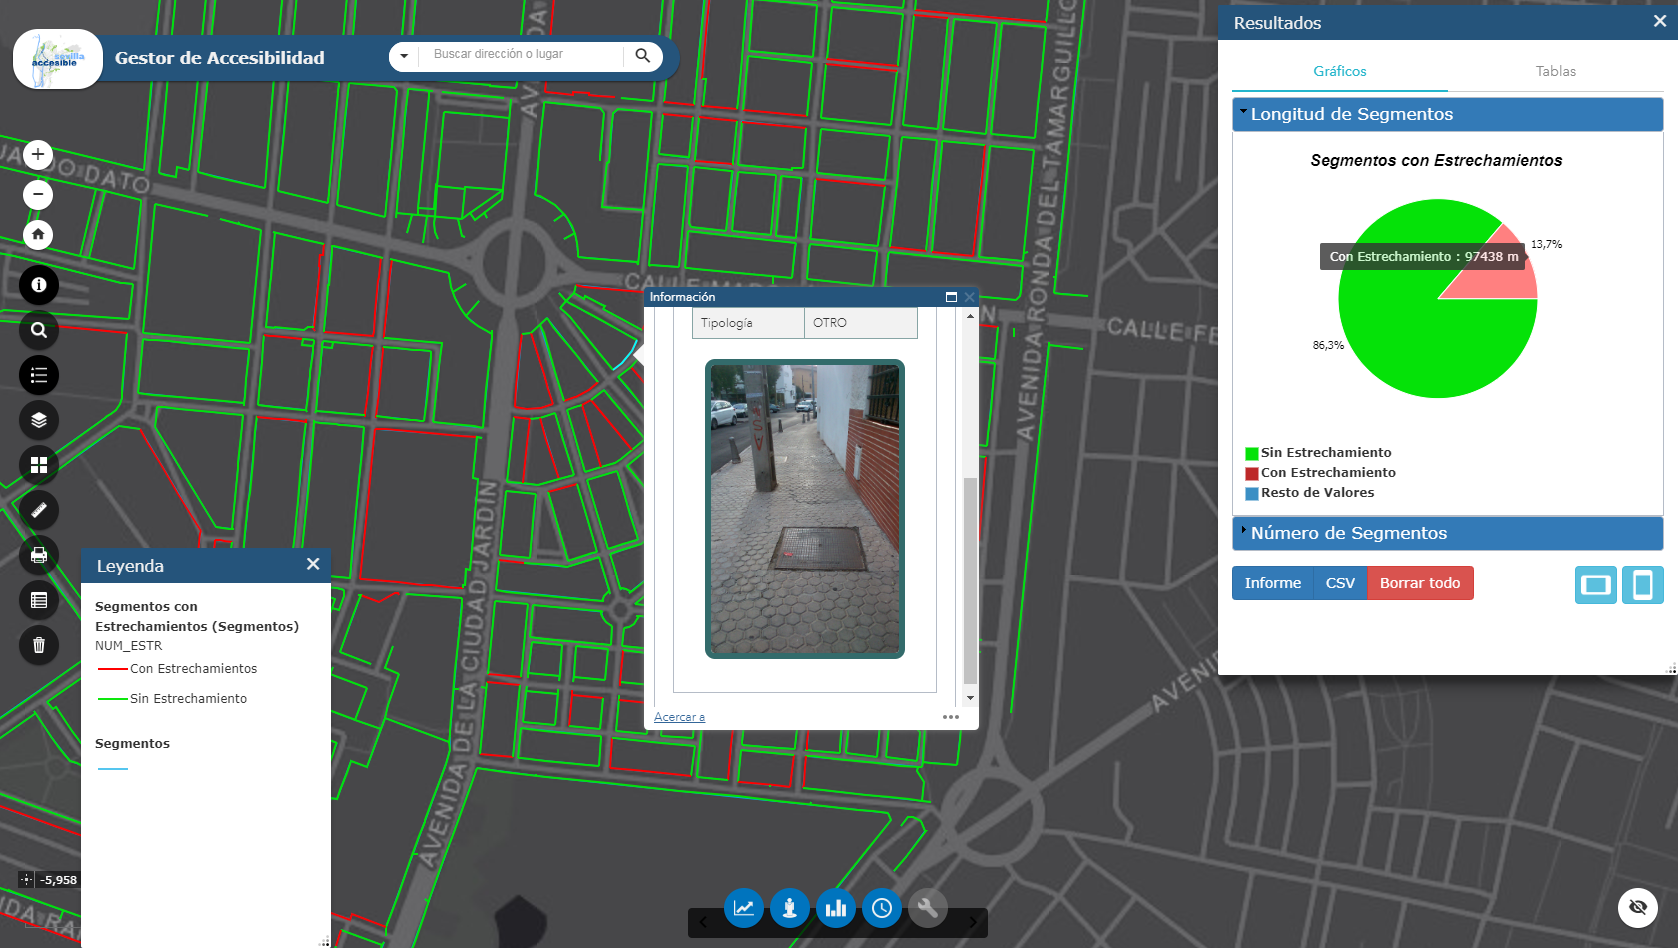 sevilla
accesible
Gestor de Accesibilidad
Buscar dirección o lugar
DATO
AVENIDA RONDA DEL TAMARGUILLO
CALLE
CALLE FE
AVENIDA DE LA CIUDAD JARDIN
AVENI
Información
Tipología
OTRO
Acercar a
Leyenda
Segmentos con
Estrechamientos (Segmentos)
NUM_ESTR
Con Estrechamientos
Sin Estrechamiento
Segmentos
-5,958
Resultados
Gráficos
Tablas
Longitud de Segmentos
Segmentos con Estrechamientos
13,7%
Con Estrechamiento : 97438 m
86,3%
Sin Estrechamiento
Con Estrechamiento
Resto de Valores
Número de Segmentos
Informe
CSV
Borrar todo